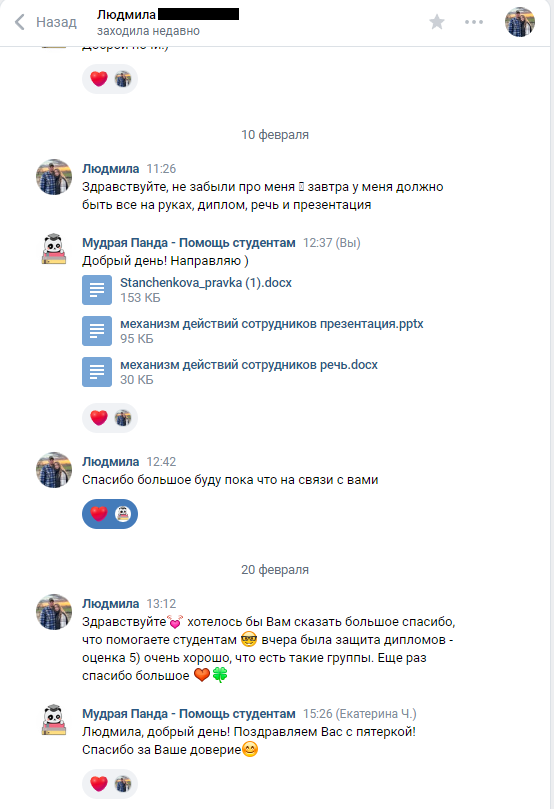 Назад
Людмила
заходила недавно
10 февраля
Людмила 11:26
Здравствуйте, не забыли про меня завтра у меня должно
быть все на руках, диплом, речь и презентация
Мудрая Панда - Помощь студентам 12:37 (Вы)
Добрый день! Направляю )
Stanchenkova_pravka (1).docx
153 КБ
механизм действий сотрудников презентация.pptx
95 КБ
механизм действий сотрудников речь.docx
30 КБ
Людмила 12:42
Спасибо большое буду пока что на связи с вами
20 февраля
Людмила 13:12
Здравствуйте💓 хотелось бы Вам сказать большое спасибо,
что помогаете студентам 🤓 вчера была защита дипломов -
оценка 5) очень хорошо, что есть такие группы. Еще раз
спасибо большое ❤🍀
Мудрая Панда - Помощь студентам 15:26 (Екатерина Ч.)
Людмила, добрый день! Поздравляем Вас с пятеркой!
Спасибо за Ваше доверие😊